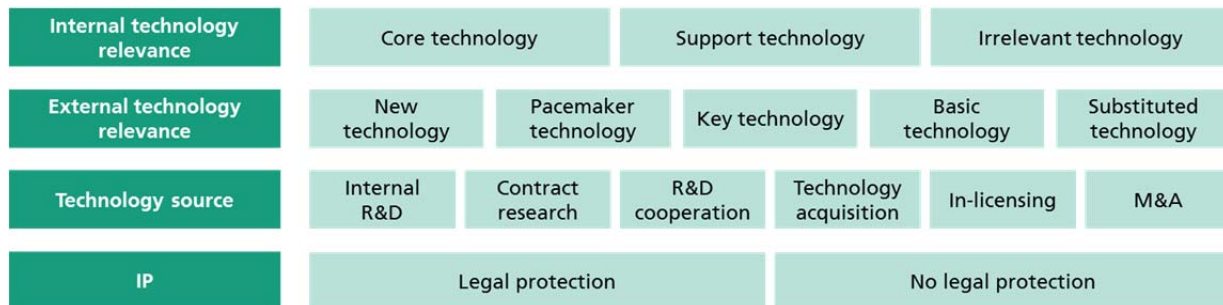 Internal technology
relevance
Core technology
Support technology
Irrelevant technology
External technology
relevance
New
technology
Pacemaker
technology
Key technology
Basic
technology
Substituted
technology
Technology source
Internal
R&D
Contract
research
R&D
cooperation
Technology
acquisition
In-licensing
M&A
IP
Legal protection
No legal protection